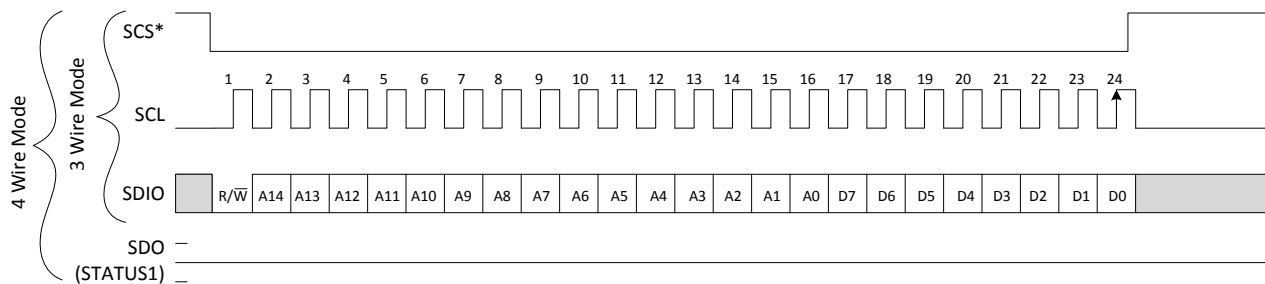 4 Wire Mode
3 Wire Mode
SCS*
1 2 3 4 5 6 7 8 9 10 11 12 13 14 15 16 17 18 19 20 21 22 23 24
SCL
SDIO R/W̅ A14 A13 A12 A11 A10 A9 A8 A7 A6 A5 A4 A3 A2 A1 A0 D7 D6 D5 D4 D3 D2 D1 D0
SDO
(STATUS1)